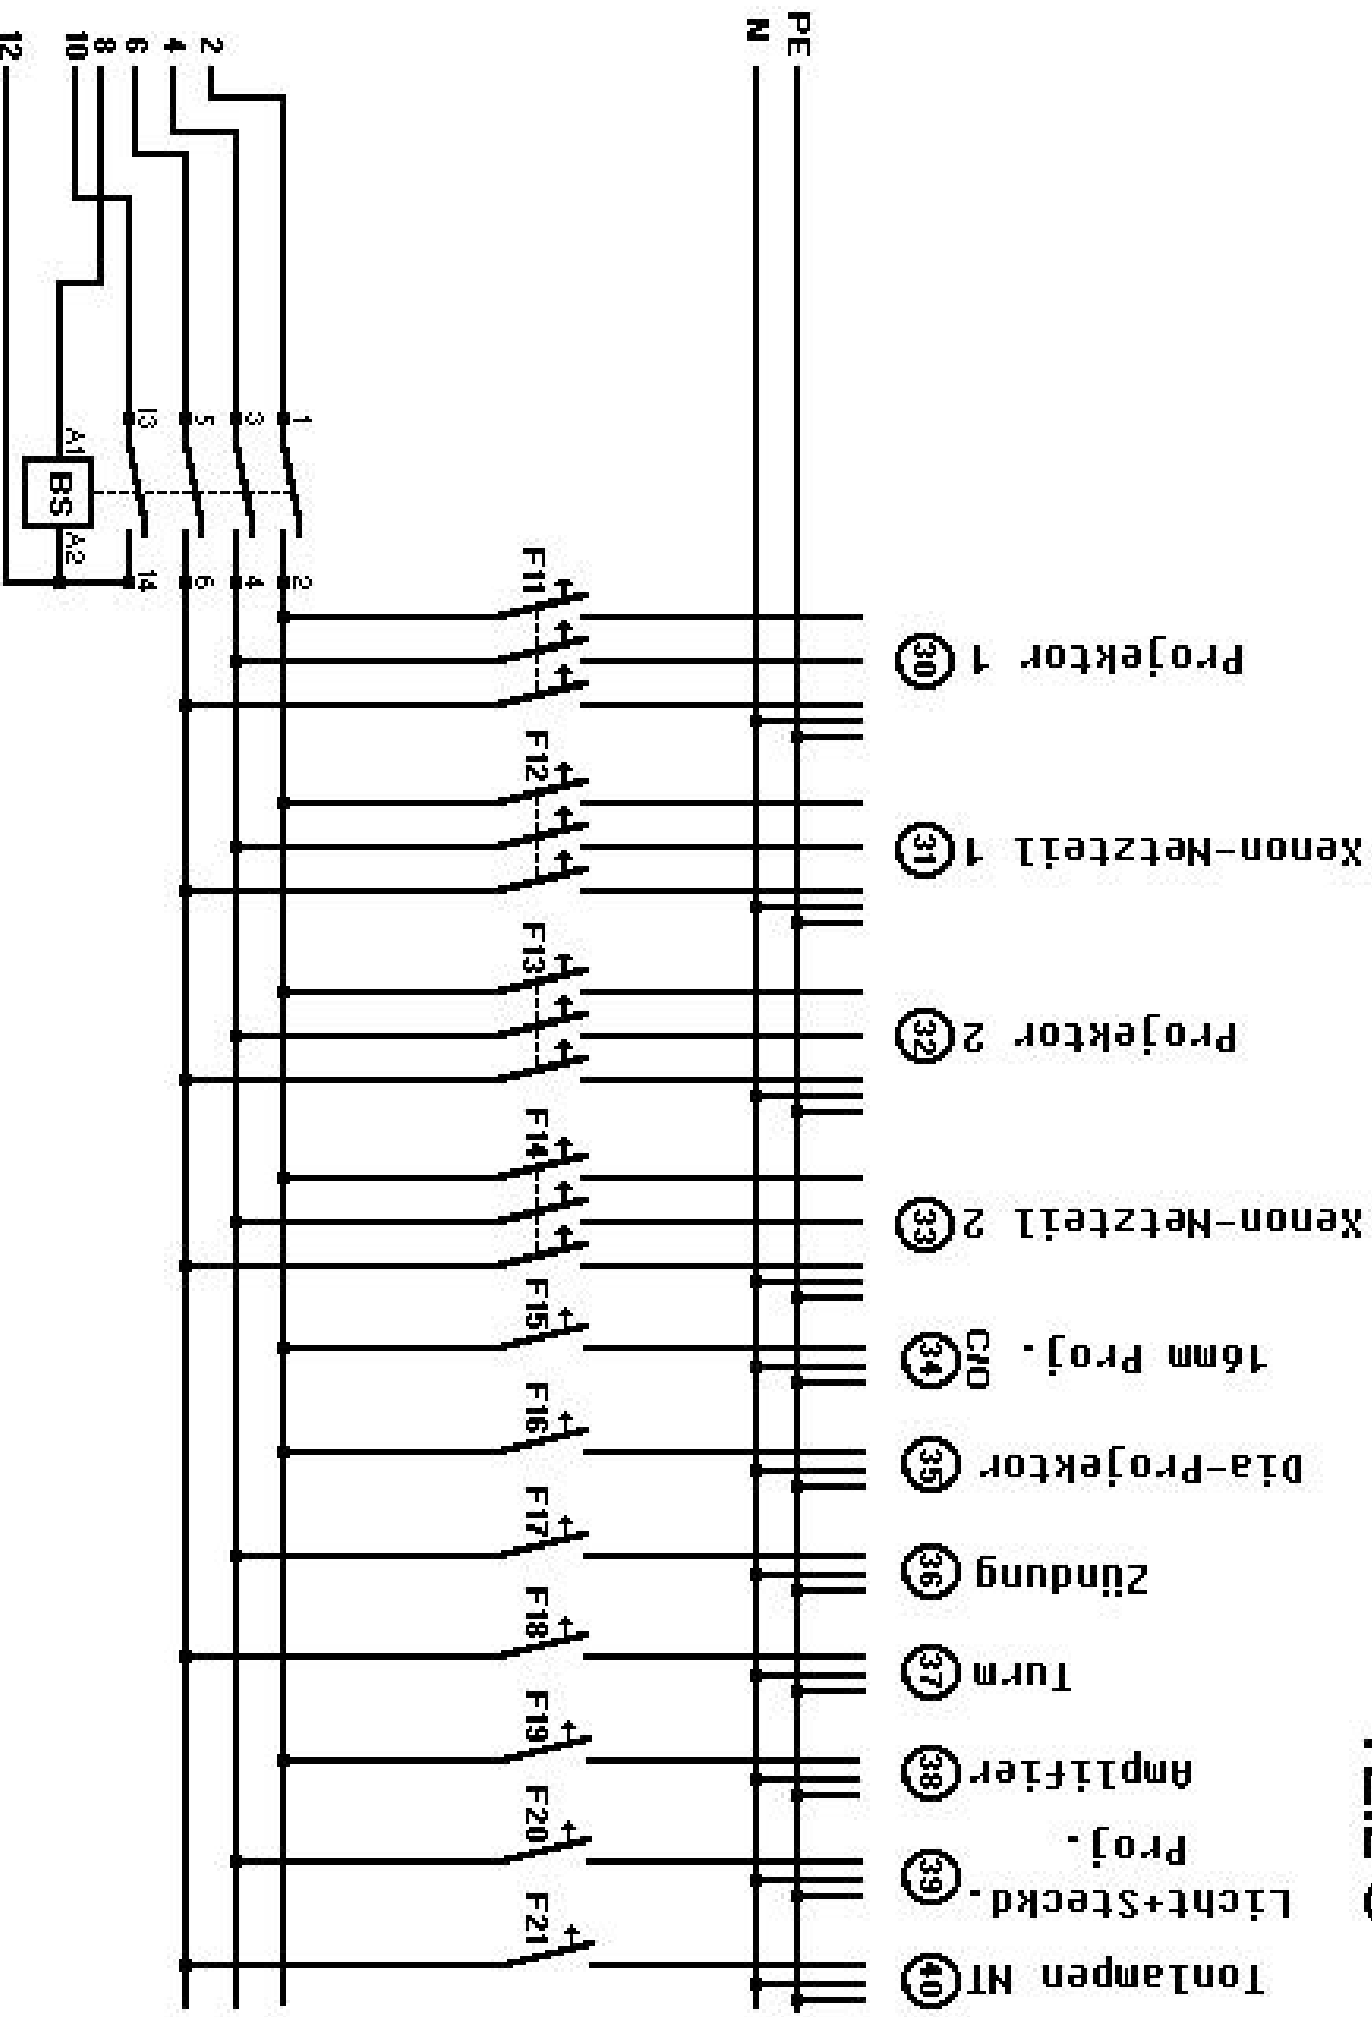 PE
N
2
4
6
8
10
12
1
3
5
13
A1
BS
A2
14
6
4
2
F11
30
Projektor 1
F12
31
Xenon-Netzteil 1
F13
32
Projektor 2
F14
33
Xenon-Netzteil 2
F15
34
C/O
16mm Proj.
F16
35
Dia-Projektor
F17
36
Zündung
F18
37
Turm
F19
38
Amplifier
F20
39
Proj.
Licht+Steckd.
F21
40
Tonlampen NT